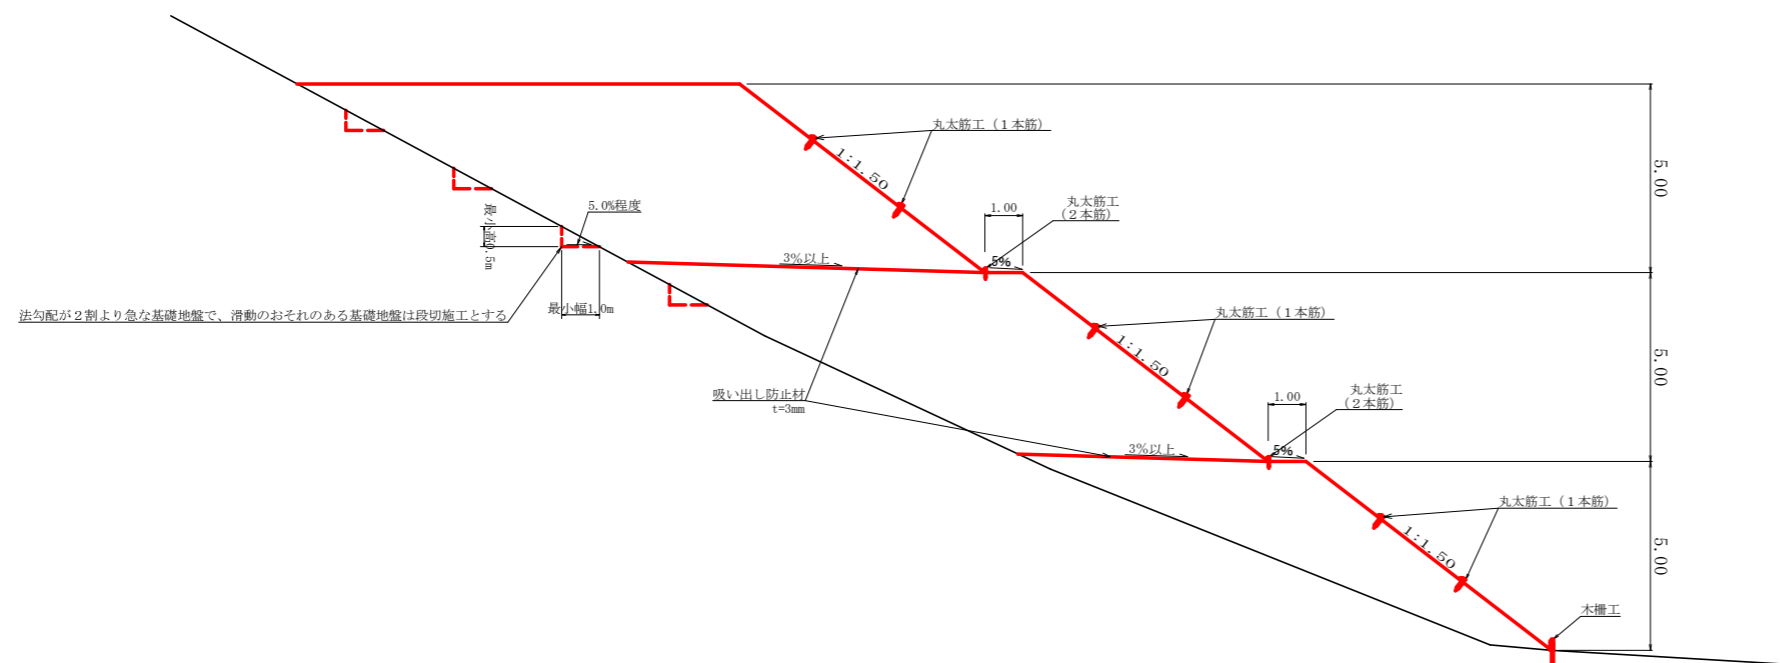 丸太筋工（１本筋）
1:1.50
5.00
丸太筋工
（２本筋）
1.00
5.0%程度
最小高0.5m
3%以上
5%
法勾配が２割より急な基礎地盤で、滑動のおそれのある基礎地盤は段切施工とする
最小幅1.0m
丸太筋工（１本筋）
1:1.50
5.00
吸い出し防止材
t=3mm
丸太筋工
（２本筋）
1.00
3%以上
5%
丸太筋工（１本筋）
1:1.50
5.00
木柵工